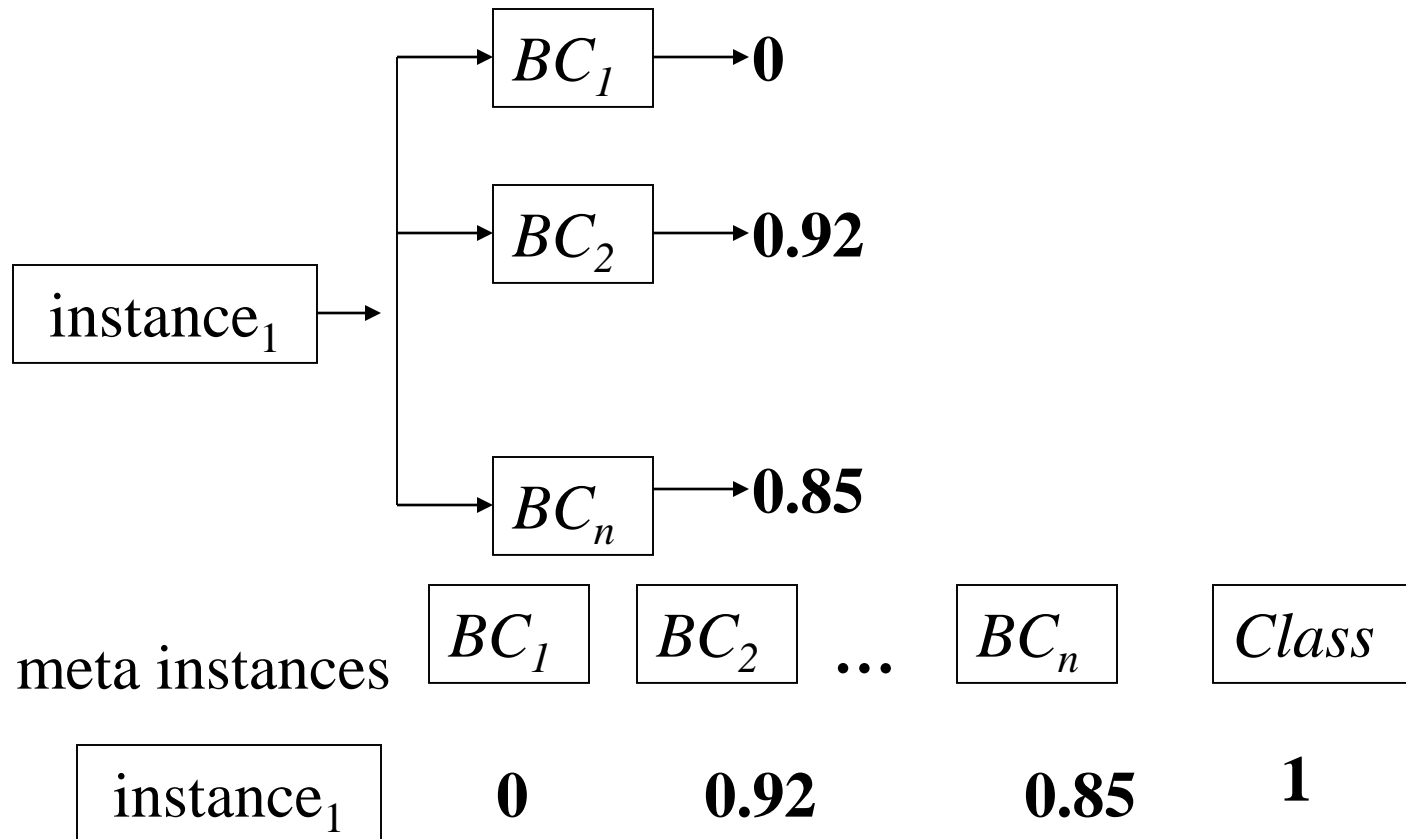 BC₁ 0
BC₂ 0.92
instance₁
BCₙ 0.85
BC₁ BC₂ ... BCₙ Class
meta instances
instance₁ 0 0.92 0.85 1